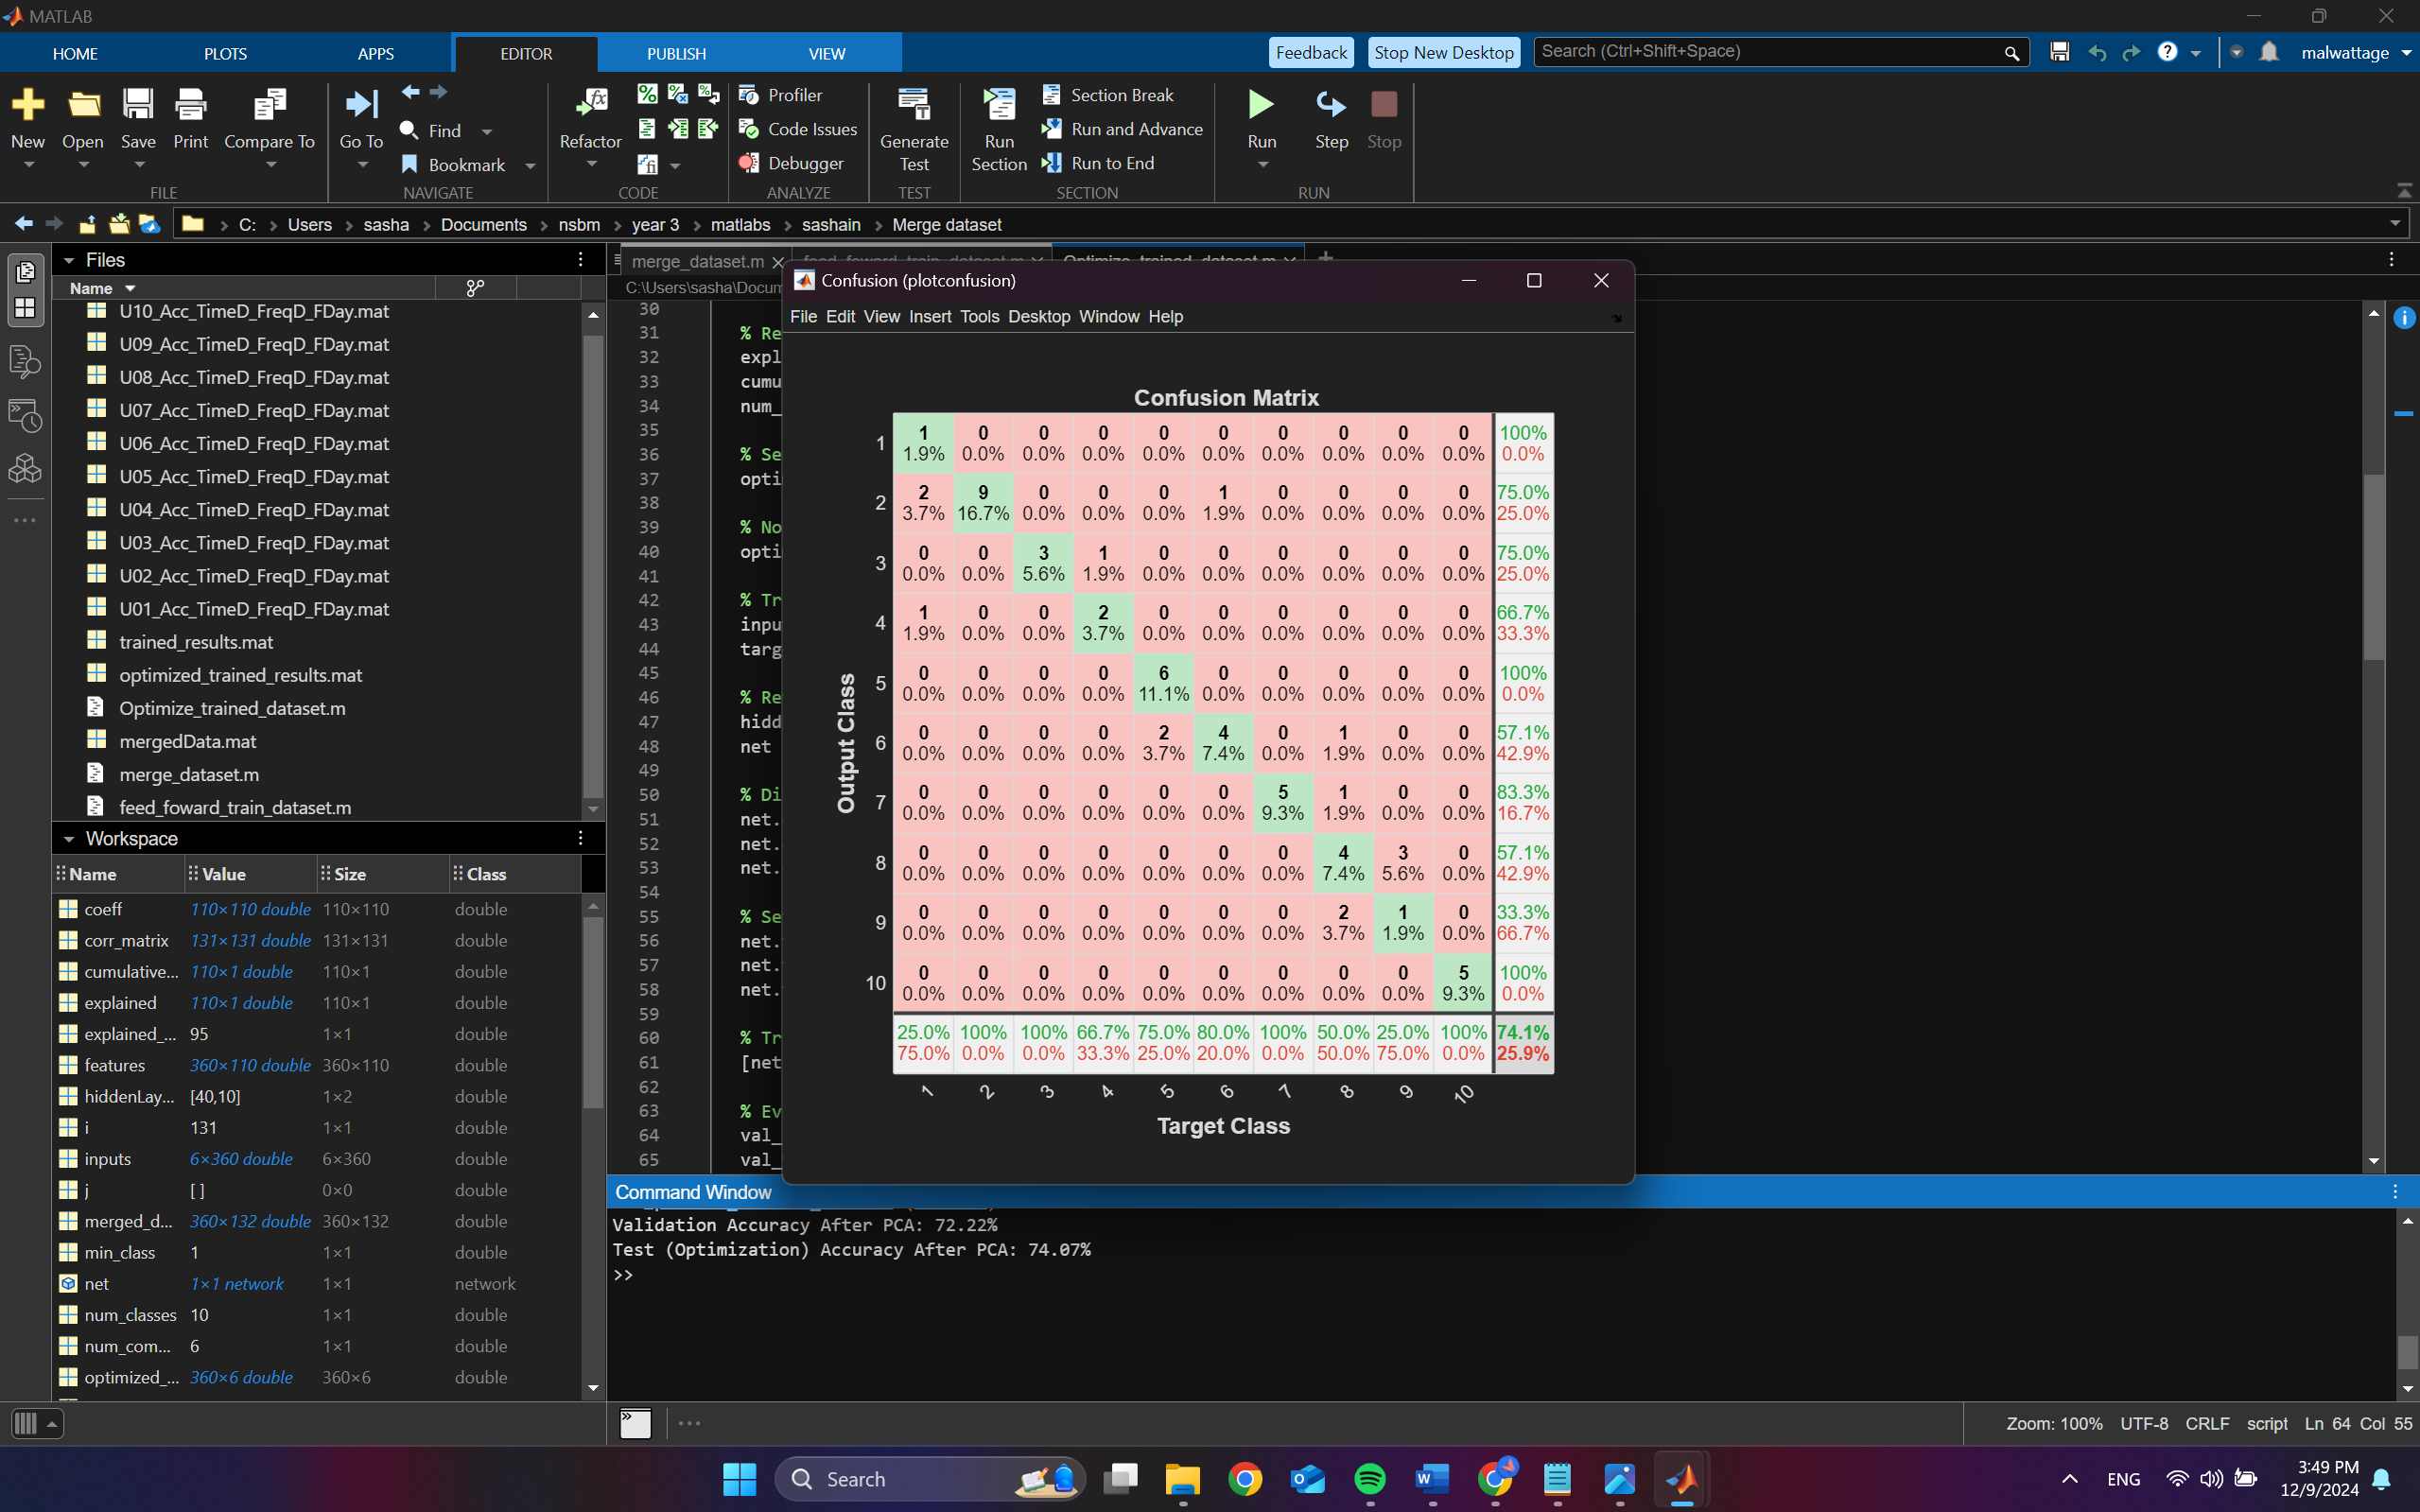 MATLAB
HOME PLOTS APPS EDITOR PUBLISH VIEW Feedback Stop New Desktop Search (Ctrl+Shift+Space) malwattage
New Open Save Print Compare To Go To Find Bookmark Refactor Profiler Code Issues Debugger Generate Test Run Section Section Break Run and Advance Run to End Run Step Stop
FILE NAVIGATE CODE ANALYZE TEST SECTION RUN
C: Users sasha Documents nsbm year 3 matlabs sashain Merge dataset
Files
Name
U10_Acc_TimeD_FreqD_FDay.mat
U09_Acc_TimeD_FreqD_FDay.mat
U08_Acc_TimeD_FreqD_FDay.mat
U07_Acc_TimeD_FreqD_FDay.mat
U06_Acc_TimeD_FreqD_FDay.mat
U05_Acc_TimeD_FreqD_FDay.mat
U04_Acc_TimeD_FreqD_FDay.mat
U03_Acc_TimeD_FreqD_FDay.mat
U02_Acc_TimeD_FreqD_FDay.mat
U01_Acc_TimeD_FreqD_FDay.mat
trained_results.mat
optimized_trained_results.mat
Optimize_trained_dataset.m
mergedData.mat
merge_dataset.m
feed_foward_train_dataset.m
Workspace
Name Value Size Class
coeff 110×110 double 110×110 double
corr_matrix 131×131 double 131×131 double
cumulative... 110×1 double 110×1 double
explained 110×1 double 110×1 double
explained_... 95 1×1 double
features 360×110 double 360×110 double
hiddenLay... [40,10] 1×2 double
i 131 1×1 double
inputs 6×360 double 6×360 double
j [ ] 0×0 double
merged_d... 360×132 double 360×132 double
min_class 1 1×1 double
net 1×1 network 1×1 network
num_classes 10 1×1 double
num_com... 6 1×1 double
optimized_... 360×6 double 360×6 double
merge_dataset.m
C:\Users\sasha\Docum
30
31 % Re
32 expl
33 cumu
34 num_
35
36 % Se
37 opti
38
39 % No
40 opti
41
42 % Tr
43 inpu
44 targ
45
46 % Re
47 hidd
48 net
49
50 % Di
51 net.
52 net.
53 net.
54
55 % Se
56 net.
57 net.
58 net.
59
60 % Tr
61 [net
62
63 % Ev
64 val_
65 val_
Confusion (plotconfusion)
File Edit View Insert Tools Desktop Window Help
Confusion Matrix
Output Class
1 1 0 0 0 0 0 0 0 0 0 100%
1.9% 0.0% 0.0% 0.0% 0.0% 0.0% 0.0% 0.0% 0.0% 0.0% 0.0%
2 2 9 0 0 0 1 0 0 0 0 75.0%
3.7% 16.7% 0.0% 0.0% 0.0% 1.9% 0.0% 0.0% 0.0% 0.0% 25.0%
3 0 0 3 1 0 0 0 0 0 0 75.0%
0.0% 0.0% 5.6% 1.9% 0.0% 0.0% 0.0% 0.0% 0.0% 0.0% 25.0%
4 1 0 0 2 0 0 0 0 0 0 66.7%
1.9% 0.0% 0.0% 3.7% 0.0% 0.0% 0.0% 0.0% 0.0% 0.0% 33.3%
5 0 0 0 0 6 0 0 0 0 0 100%
0.0% 0.0% 0.0% 0.0% 11.1% 0.0% 0.0% 0.0% 0.0% 0.0% 0.0%
6 0 0 0 0 2 4 0 1 0 0 57.1%
0.0% 0.0% 0.0% 0.0% 3.7% 7.4% 0.0% 1.9% 0.0% 0.0% 42.9%
7 0 0 0 0 0 0 5 1 0 0 83.3%
0.0% 0.0% 0.0% 0.0% 0.0% 0.0% 9.3% 1.9% 0.0% 0.0% 16.7%
8 0 0 0 0 0 0 0 4 3 0 57.1%
0.0% 0.0% 0.0% 0.0% 0.0% 0.0% 0.0% 7.4% 5.6% 0.0% 42.9%
9 0 0 0 0 0 0 0 2 1 0 33.3%
0.0% 0.0% 0.0% 0.0% 0.0% 0.0% 0.0% 3.7% 1.9% 0.0% 66.7%
10 0 0 0 0 0 0 0 0 0 5 100%
0.0% 0.0% 0.0% 0.0% 0.0% 0.0% 0.0% 0.0% 0.0% 9.3% 0.0%
25.0% 100% 100% 66.7% 75.0% 80.0% 100% 50.0% 25.0% 100% 74.1%
75.0% 0.0% 0.0% 33.3% 25.0% 20.0% 0.0% 50.0% 75.0% 0.0% 25.9%
1 2 3 4 5 6 7 8 9 10
Target Class
Command Window
Validation Accuracy After PCA: 72.22%
Test (Optimization) Accuracy After PCA: 74.07%
>>
Zoom: 100% UTF-8 CRLF script Ln 64 Col 55
Search
ENG
3:49 PM
12/9/2024